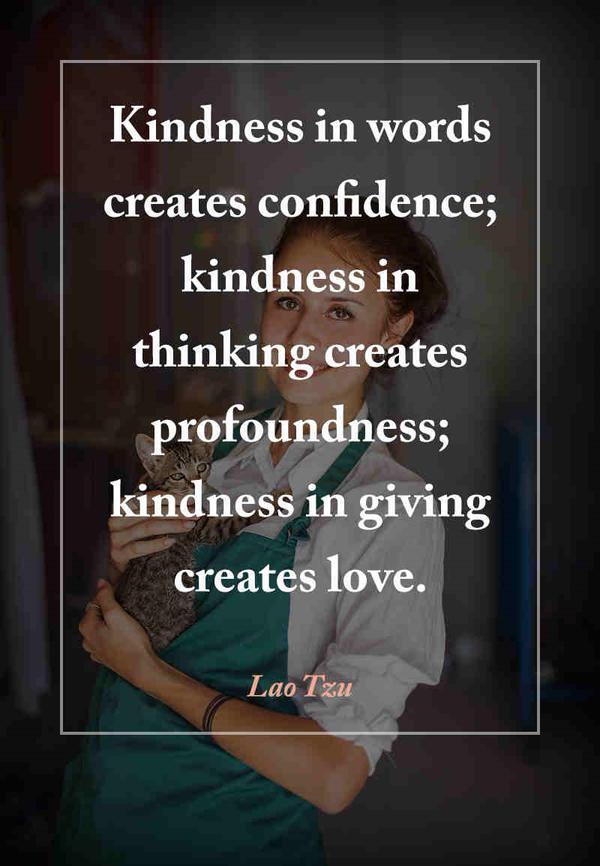 Kindness in words
creates confidence;
kindness in
thinking creates
profoundness;
kindness in giving
creates love.
Lao Tzu